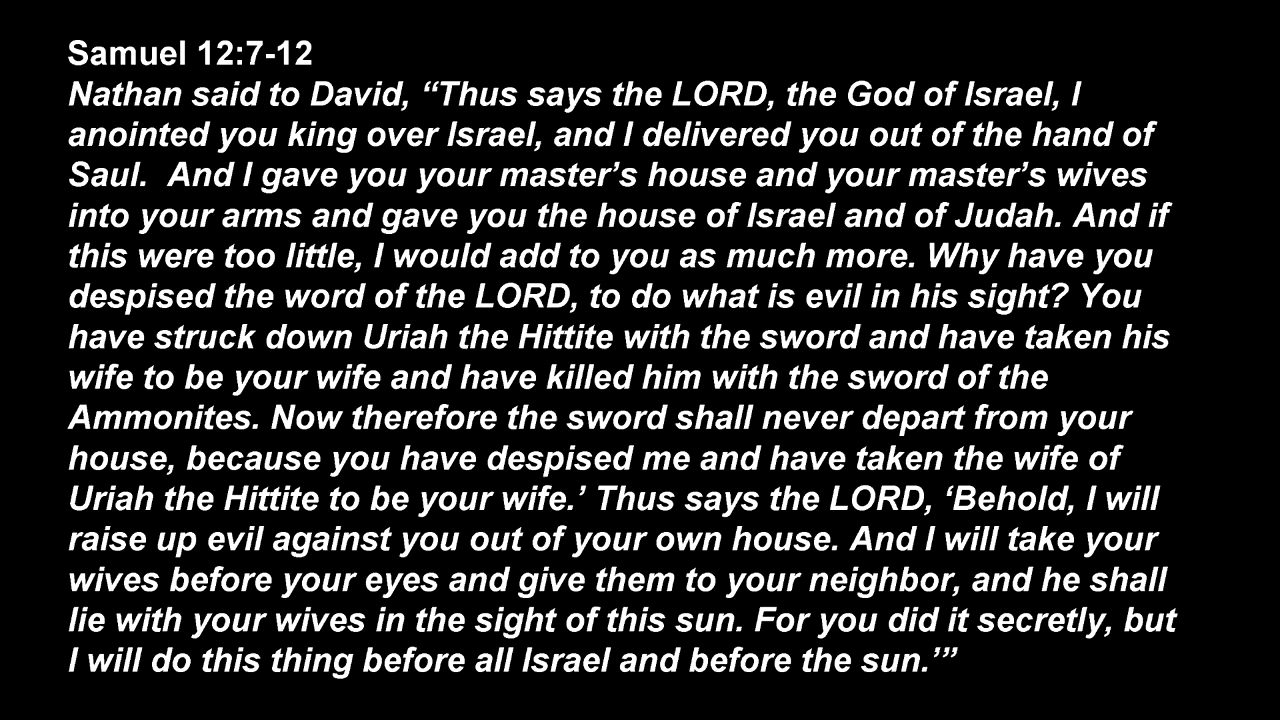 Samuel 12:7-12
Nathan said to David, “Thus says the LORD, the God of Israel, I
anointed you king over Israel, and I delivered you out of the hand of
Saul.  And I gave you your master’s house and your master’s wives
into your arms and gave you the house of Israel and of Judah. And if
this were too little, I would add to you as much more. Why have you
despised the word of the LORD, to do what is evil in his sight? You
have struck down Uriah the Hittite with the sword and have taken his
wife to be your wife and have killed him with the sword of the
Ammonites. Now therefore the sword shall never depart from your
house, because you have despised me and have taken the wife of
Uriah the Hittite to be your wife.’ Thus says the LORD, ‘Behold, I will
raise up evil against you out of your own house. And I will take your
wives before your eyes and give them to your neighbor, and he shall
lie with your wives in the sight of this sun. For you did it secretly, but
I will do this thing before all Israel and before the sun.’”